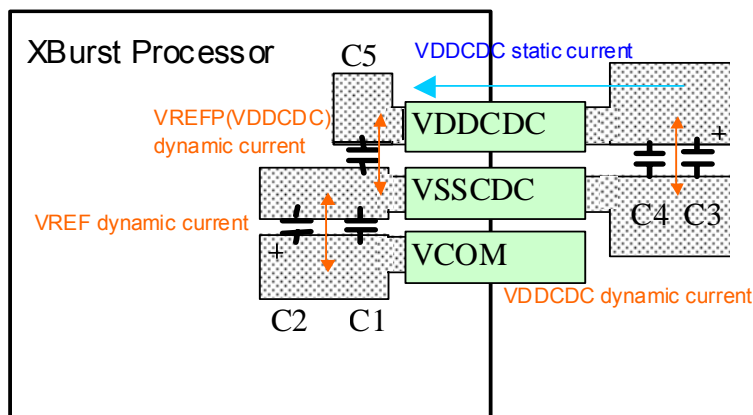 XBurst Processor
C5
VDDCDC static current
VREFP(VDDCDC)
dynamic current
VDDCDC
+
VSSCDC
C4 C3
VREF dynamic current
+
VCOM
VDDCDC dynamic current
C2 C1